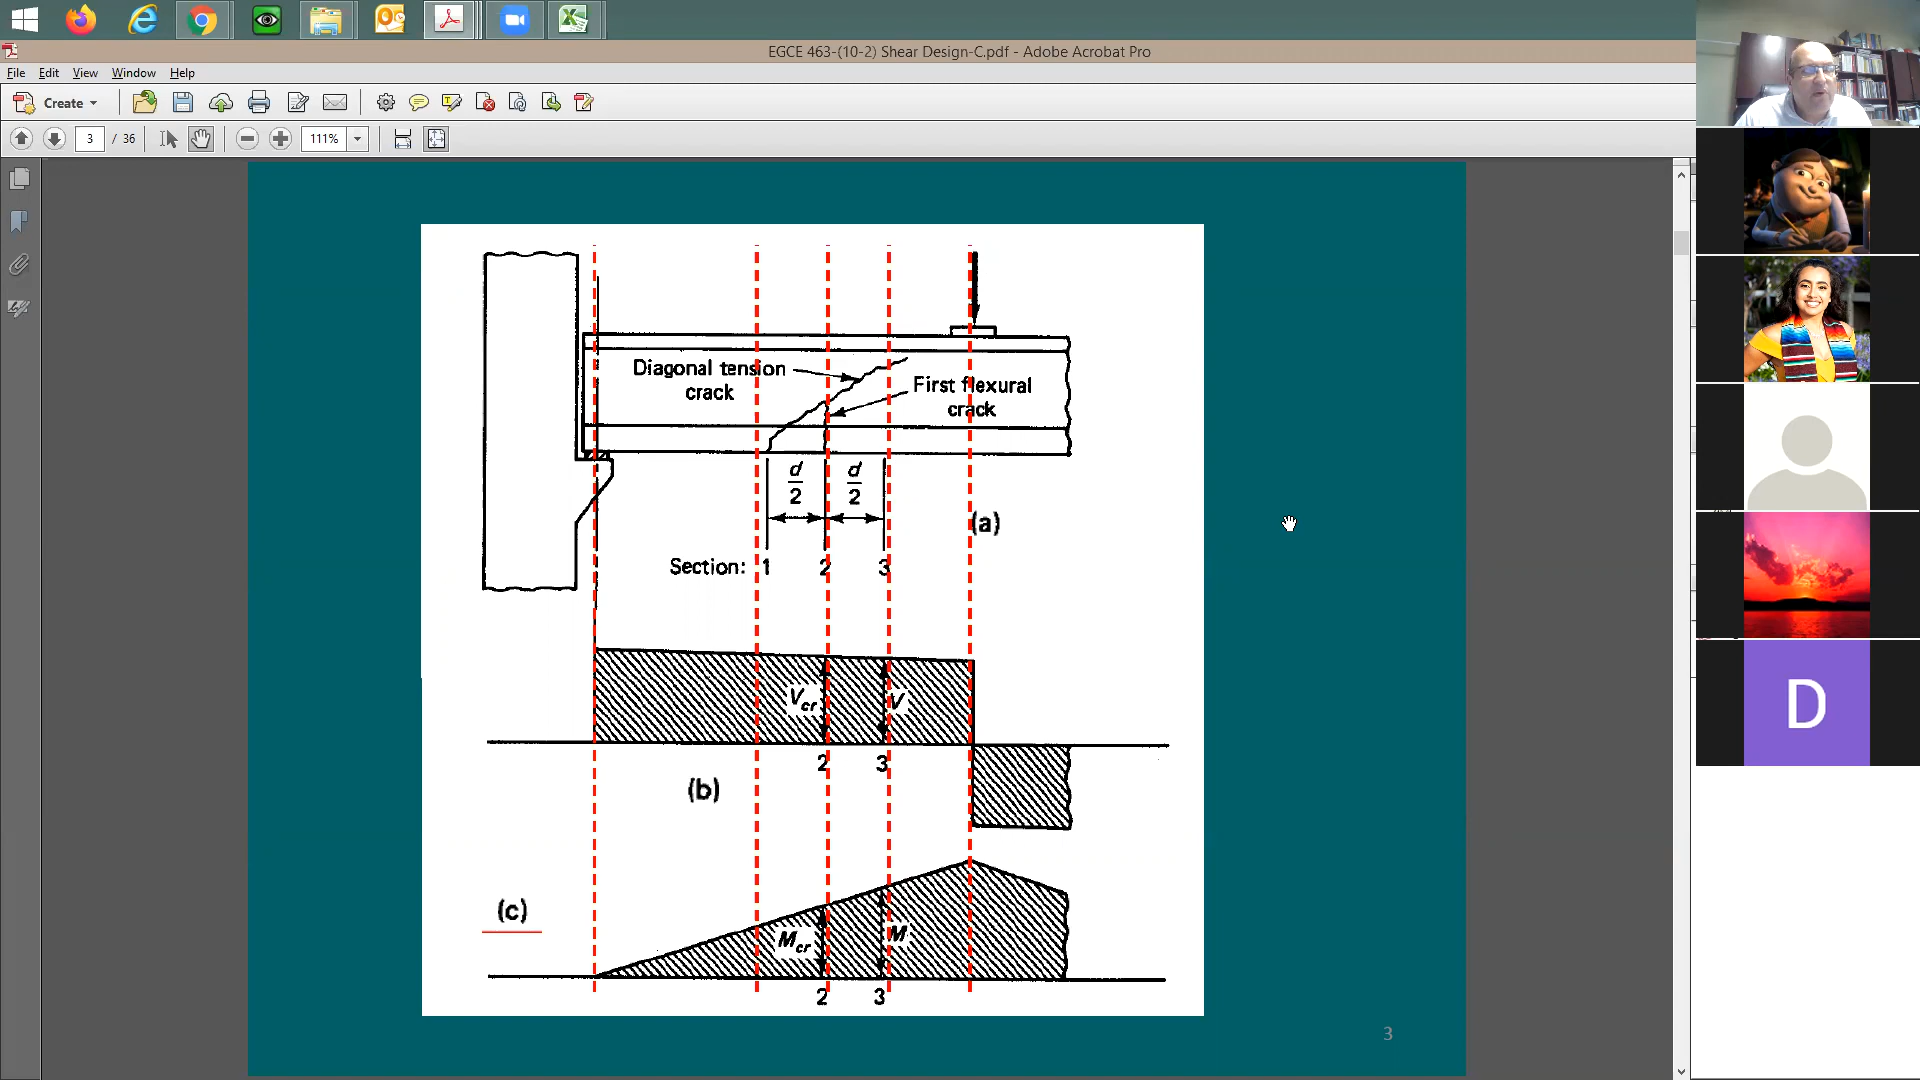 EGCE 463-(10-2) Shear Design-C.pdf - Adobe Acrobat Pro
File Edit View Window Help
Create
3 / 36 111%
Diagonal tension
crack
First flexural
crack
d d
2 2
(a)
Section: 1 2 3
Vcr V
2 3
(b)
(c)
Mcr M
2 3
3
D